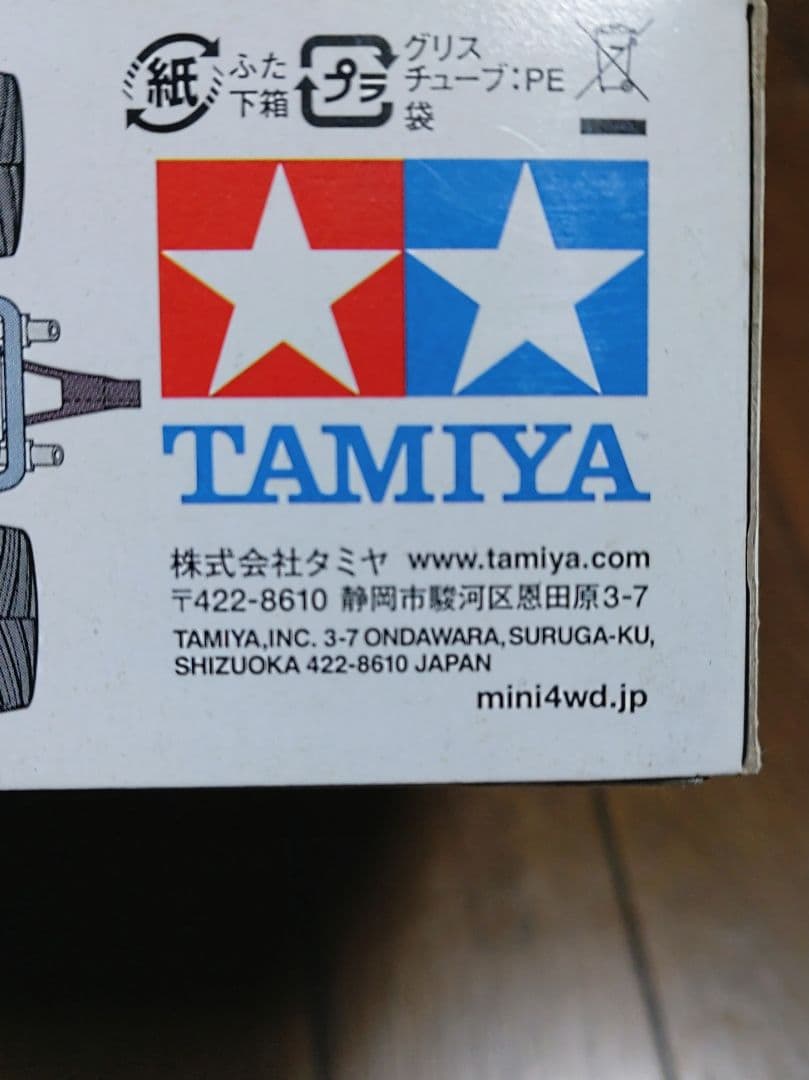 紙 ふた
下箱
プラ グリス
チューブ:PE
袋
TAMIYA
株式会社タミヤ www.tamiya.com
〒422-8610 静岡市駿河区恩田原3-7
TAMIYA,INC. 3-7 ONDAWARA, SURUGA-KU,
SHIZUOKA 422-8610 JAPAN
mini4wd.jp